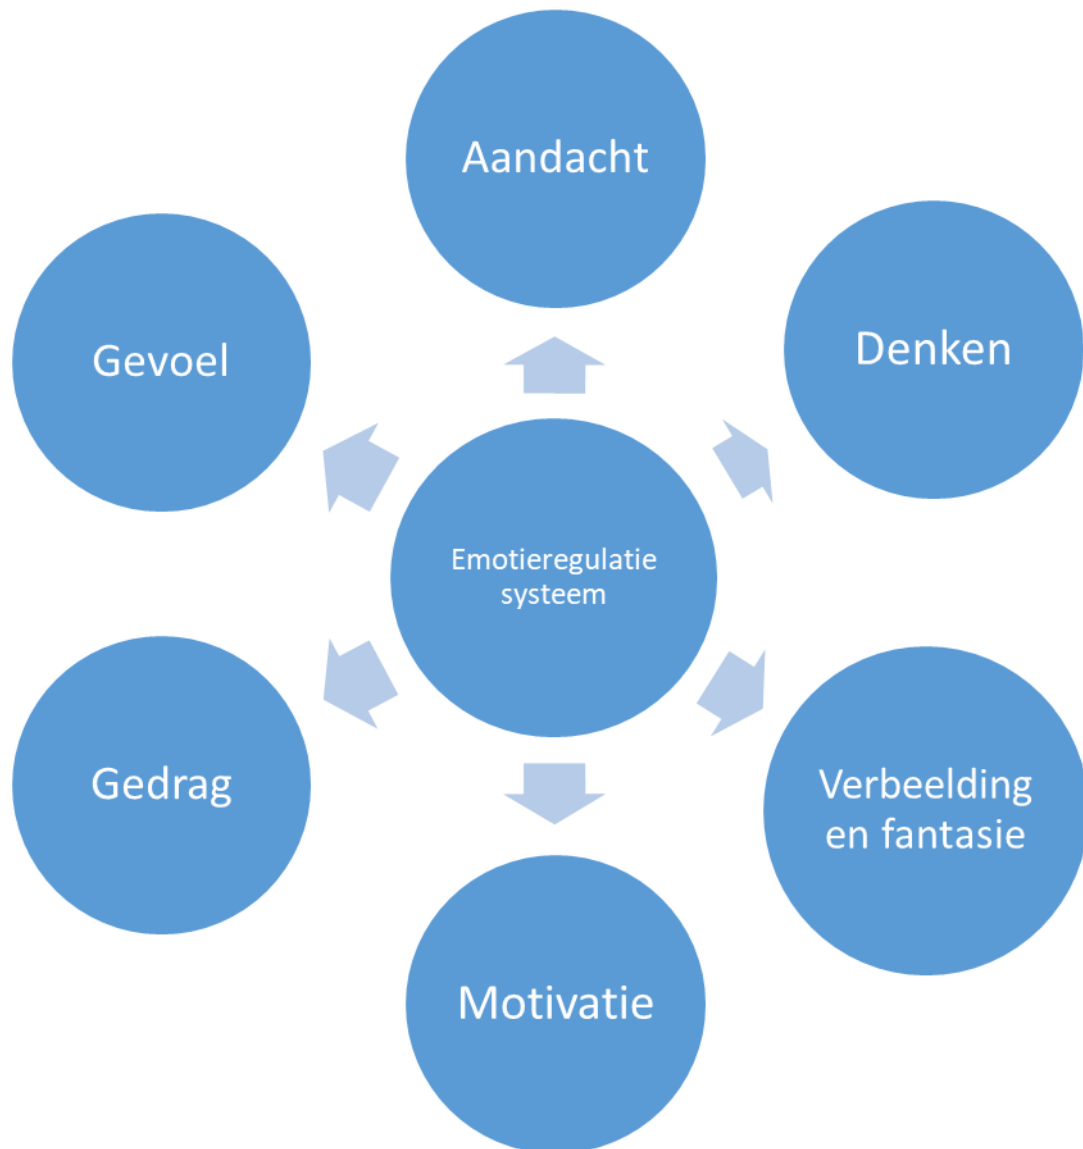 Aandacht
Denken
Gevoel
Emotieregulatie
systeem
Verbeelding
en fantasie
Gedrag
Motivatie